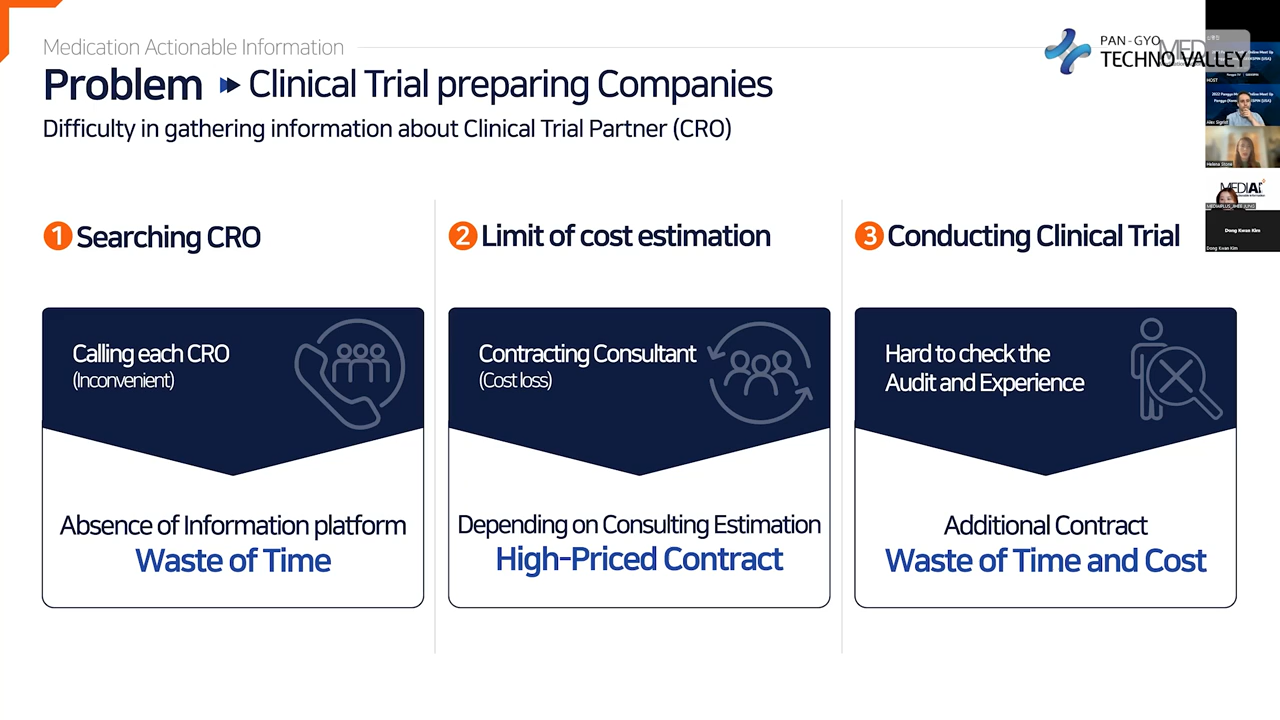 Medication Actionable Information
Problem
Clinical Trial preparing Companies
Difficulty in gathering information about Clinical Trial Partner (CRO)
PAN-GYO
TECHNO VALLEY
1 Searching CRO
Calling each CRO
(Inconvenient)
Absence of Information platform
Waste of Time
2 Limit of cost estimation
Contracting Consultant
(Cost loss)
Depending on Consulting Estimation
High-Priced Contract
3 Conducting Clinical Trial
Hard to check the
Audit and Experience
Additional Contract
Waste of Time and Cost
HOST
Alex Sigrist
Helena Stone
Dong Kwan Kim
Dong Kwan Kim